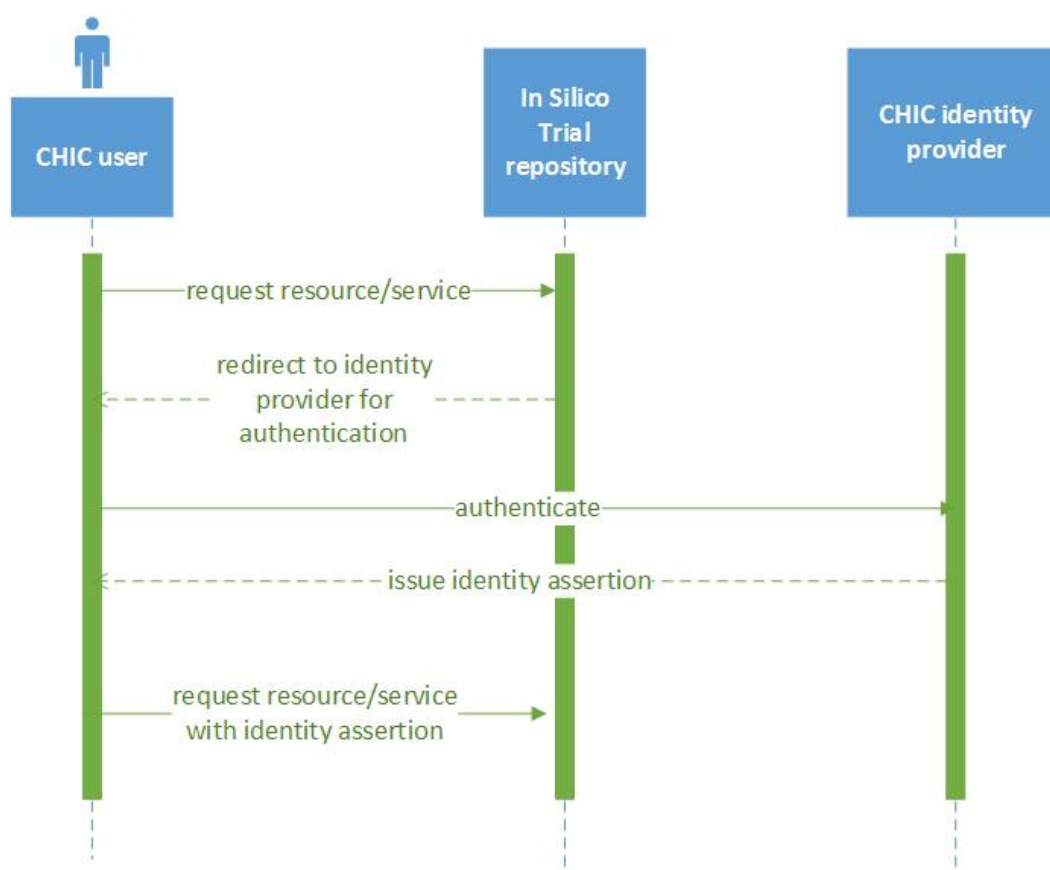 CHIC user
In Silico
Trial
repository
CHIC identity
provider
request resource/service
redirect to identity
provider for
authentication
authenticate
issue identity assertion
request resource/service
with identity assertion